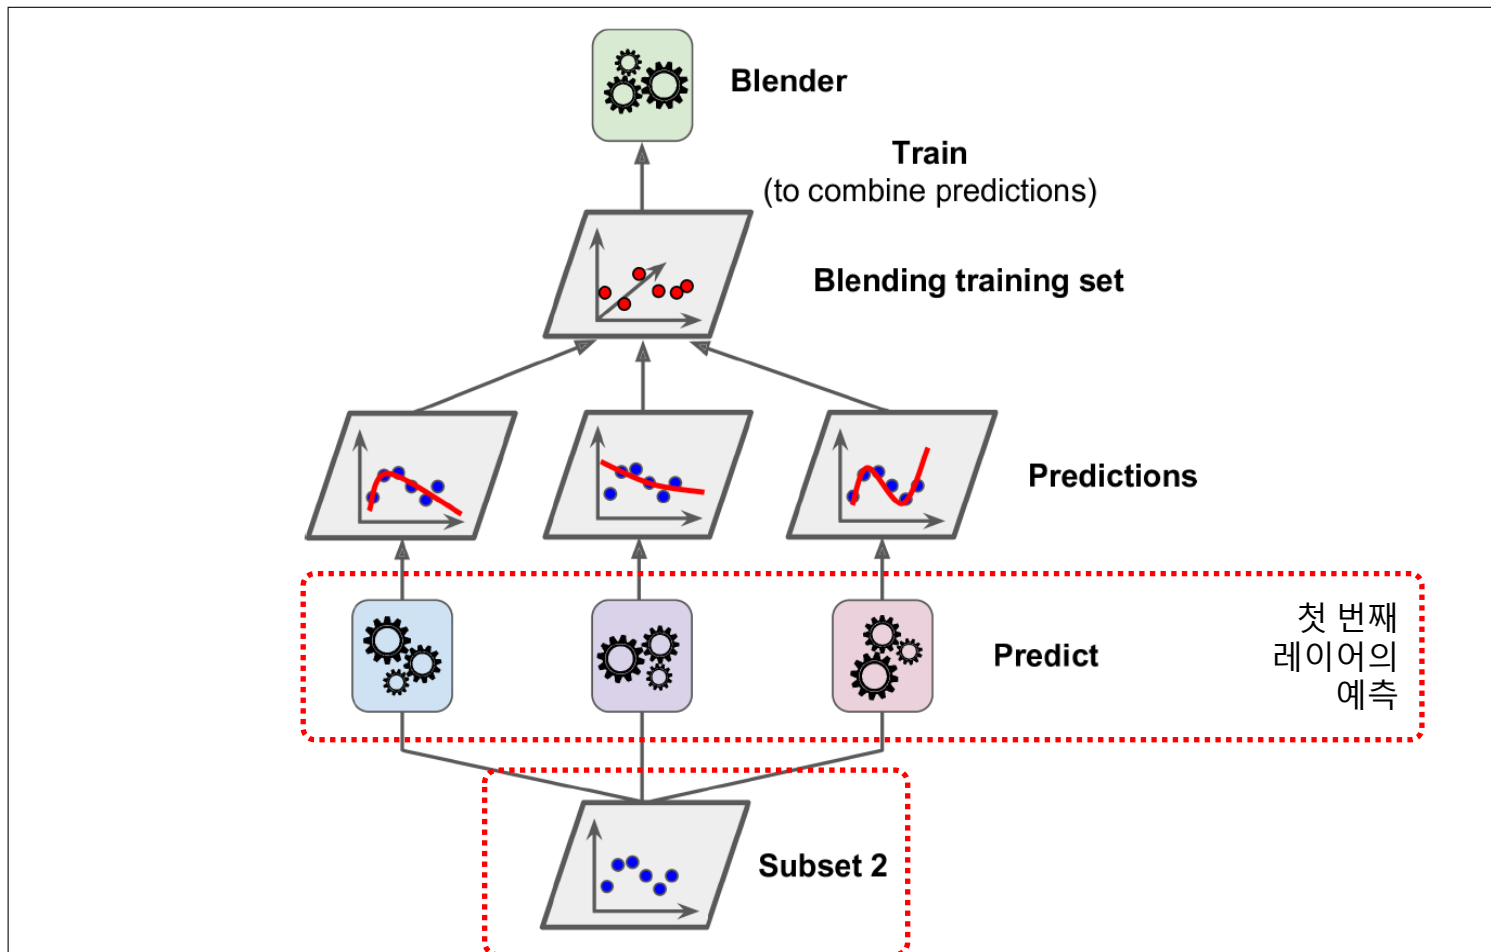 Blender
Train
(to combine predictions)
Blending training set
Predictions
Predict
첫 번째
레이어의
예측
Subset 2